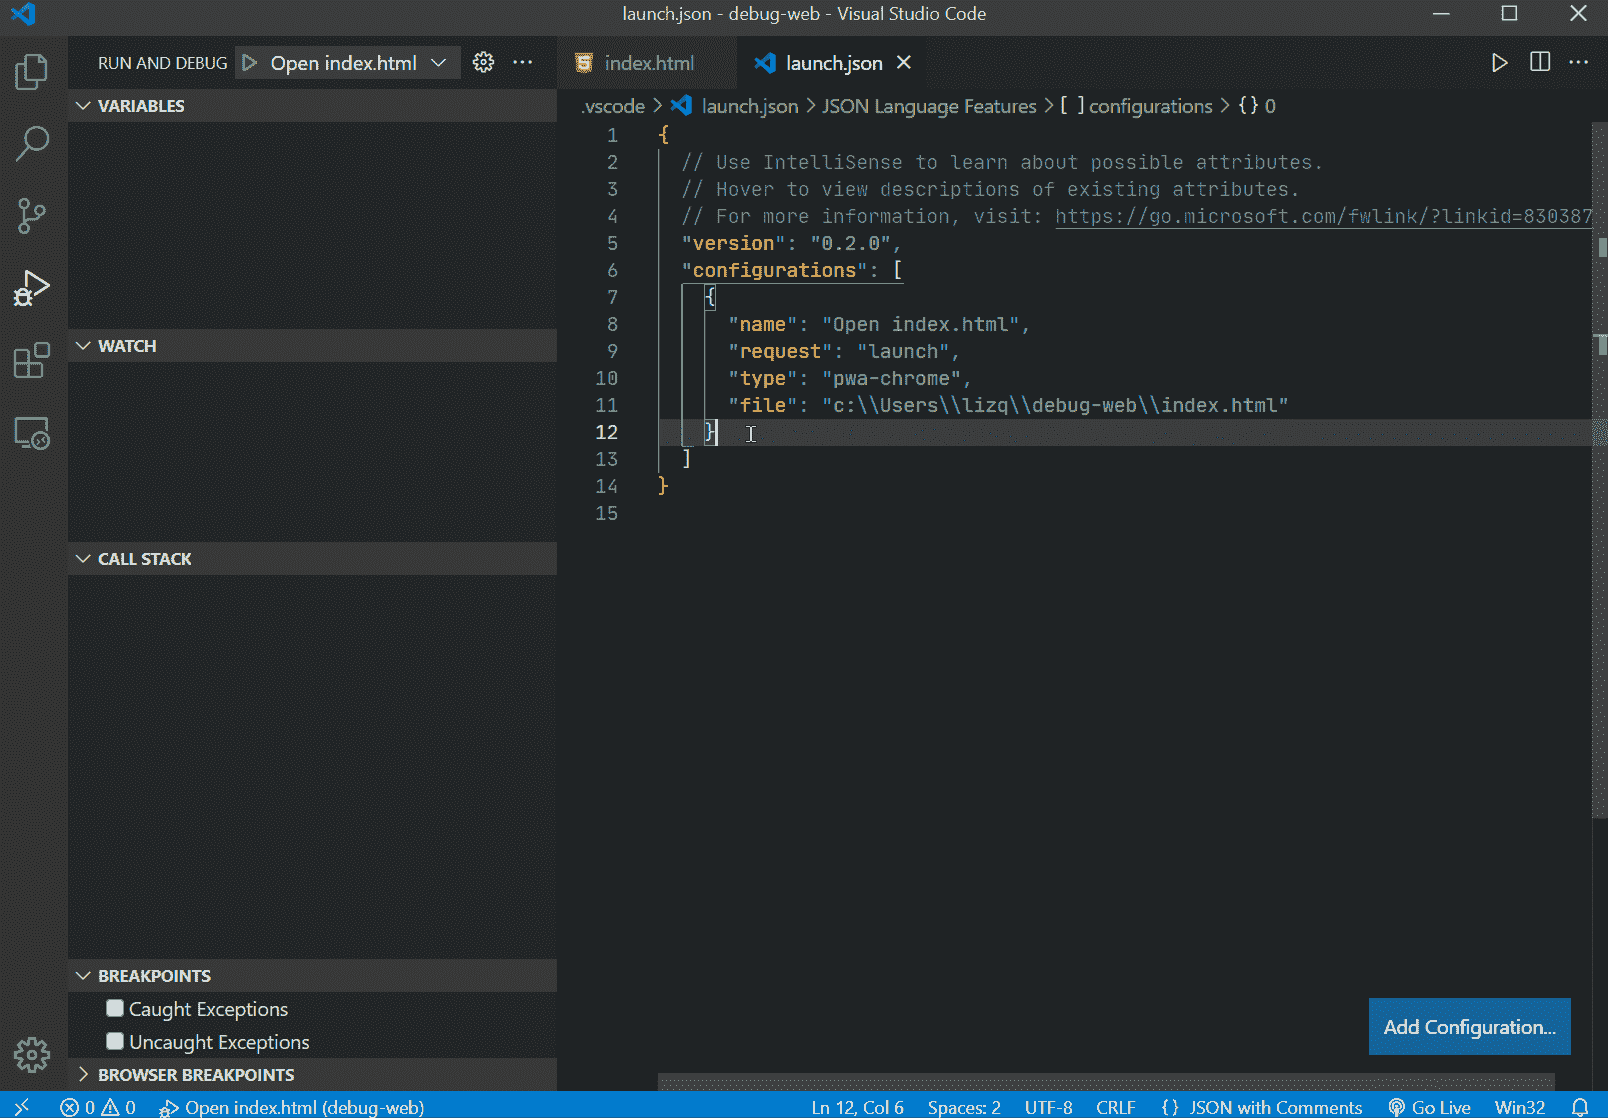 launch.json - debug-web - Visual Studio Code
RUN AND DEBUG Open index.html
VARIABLES
WATCH
CALL STACK
BREAKPOINTS
Caught Exceptions
Uncaught Exceptions
BROWSER BREAKPOINTS
index.html launch.json
.vscode > launch.json > JSON Language Features > [ ] configurations > {} 0
1 {
2 // Use IntelliSense to learn about possible attributes.
3 // Hover to view descriptions of existing attributes.
4 // For more information, visit: https://go.microsoft.com/fwlink/?linkid=830387
5 "version": "0.2.0",
6 "configurations": [
7 {
8 "name": "Open index.html",
9 "request": "launch",
10 "type": "pwa-chrome",
11 "file": "c:\\Users\\lizq\\debug-web\\index.html"
12 }
13 ]
14 }
15
Add Configuration...
0 0 Open index.html (debug-web) Ln 12, Col 6 Spaces: 2 UTF-8 CRLF {} JSON with Comments Go Live Win32